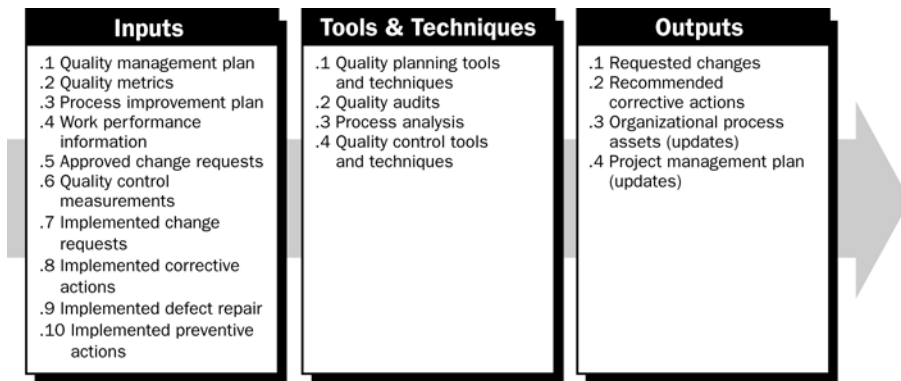 Inputs
.1 Quality management plan
.2 Quality metrics
.3 Process improvement plan
.4 Work performance
information
.5 Approved change requests
.6 Quality control
measurements
.7 Implemented change
requests
.8 Implemented corrective
actions
.9 Implemented defect repair
.10 Implemented preventive
actions
Tools & Techniques
.1 Quality planning tools
and techniques
.2 Quality audits
.3 Process analysis
.4 Quality control tools
and techniques
Outputs
.1 Requested changes
.2 Recommended
corrective actions
.3 Organizational process
assets (updates)
.4 Project management plan
(updates)